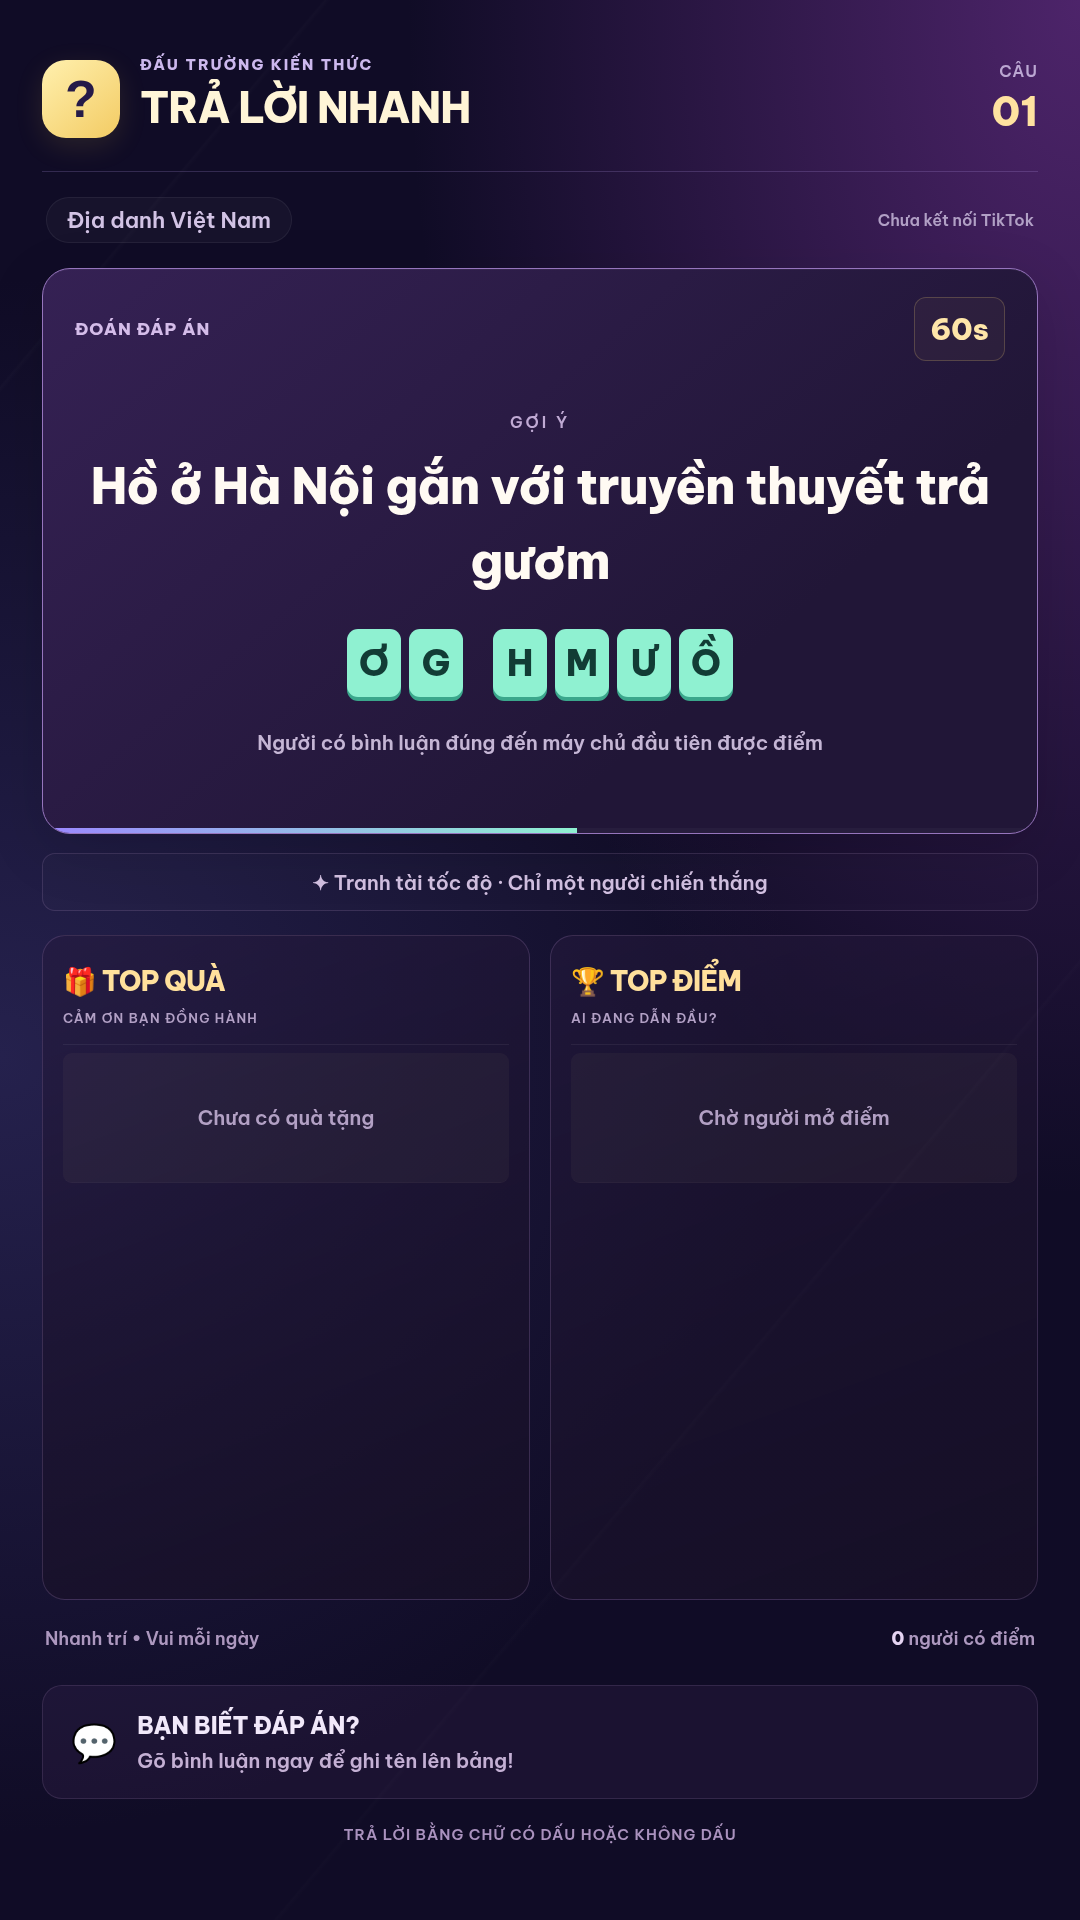 ?
ĐẤU TRƯỜNG KIẾN THỨC
TRẢ LỜI NHANH
CÂU
01
Địa danh Việt Nam
Chưa kết nối TikTok
ĐOÁN ĐÁP ÁN
60s
GỢI Ý
Hồ ở Hà Nội gắn với truyền thuyết trả
gươm
Ơ G H M Ư Ồ
Người có bình luận đúng đến máy chủ đầu tiên được điểm
✦ Tranh tài tốc độ · Chỉ một người chiến thắng
🎁 TOP QUÀ
CẢM ƠN BẠN ĐỒNG HÀNH
Chưa có quà tặng
🏆 TOP ĐIỂM
AI ĐANG DẪN ĐẦU?
Chờ người mở điểm
Nhanh trí • Vui mỗi ngày
0 người có điểm
💬 BẠN BIẾT ĐÁP ÁN?
Gõ bình luận ngay để ghi tên lên bảng!
TRẢ LỜI BẰNG CHỮ CÓ DẤU HOẶC KHÔNG DẤU